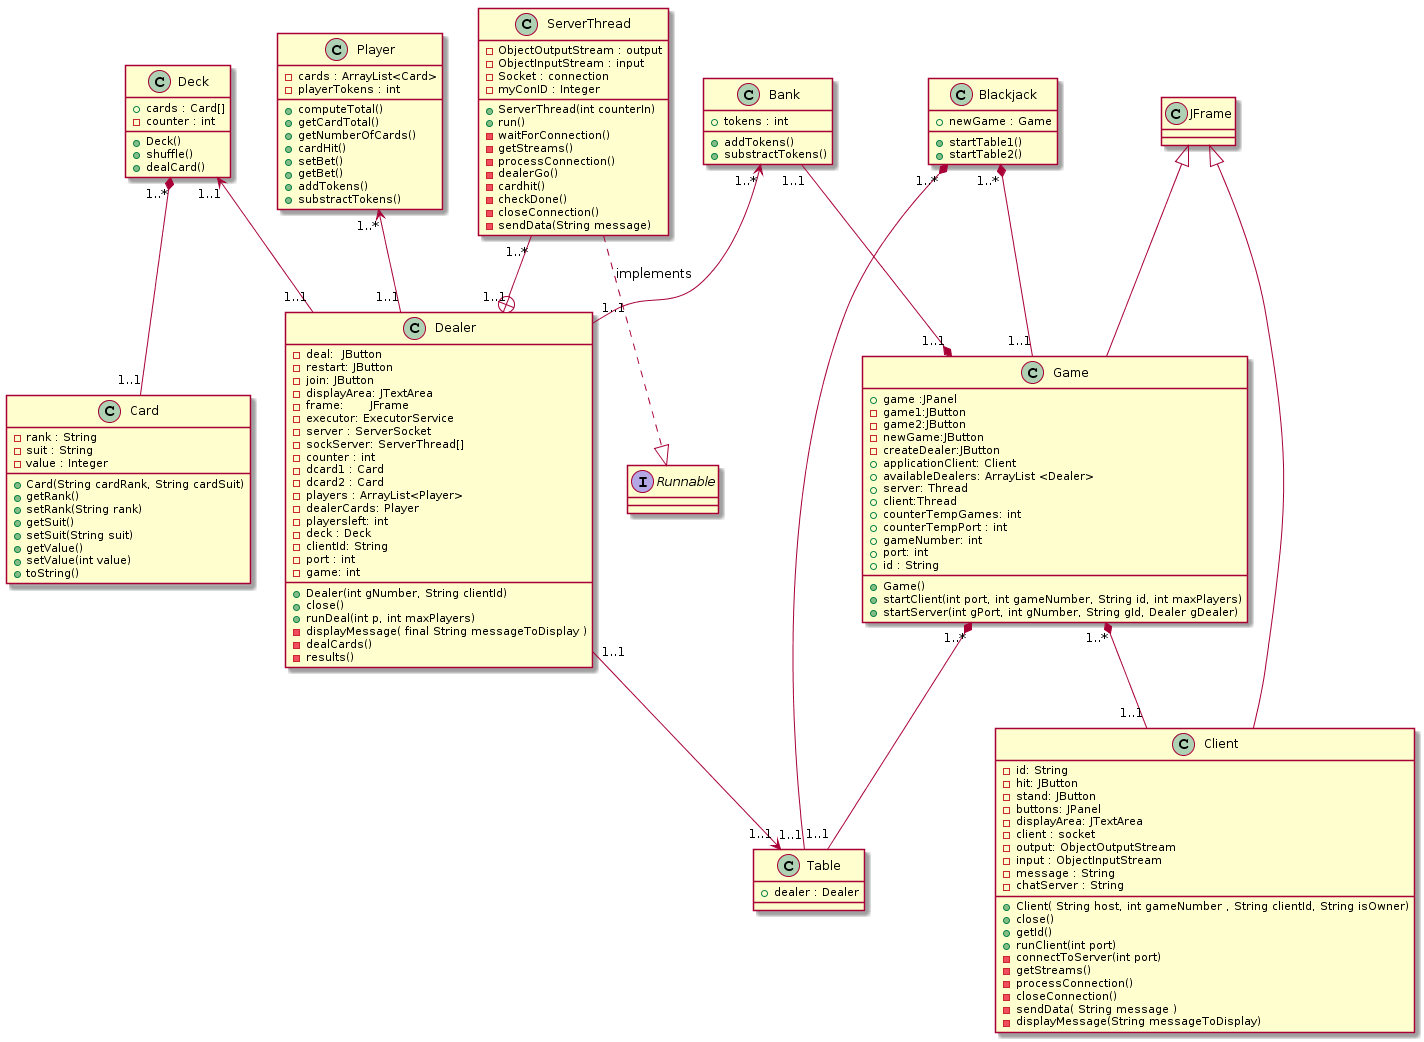 C Deck
cards : Card[]
counter : int
Deck()
shuffle()
dealCard()
C Player
cards : ArrayList<Card>
playerTokens : int
computeTotal()
getCardTotal()
getNumberOfCards()
cardHit()
setBet()
getBet()
addTokens()
substractTokens()
C ServerThread
ObjectOutputStream : output
ObjectInputStream : input
Socket : connection
myConID : Integer
ServerThread(int counterIn)
run()
waitForConnection()
getStreams()
processConnection()
dealerGo()
cardhit()
checkDone()
closeConnection()
sendData(String message)
C Bank
tokens : int
addTokens()
substractTokens()
C Blackjack
newGame : Game
startTable1()
startTable2()
C JFrame
1..*
1..1
1..*
1..*
1..*
1..1
1..*
1..*
implements
1..1
1..1
1..1
1..1
1..1
1..1
1..1
C Card
rank : String
suit : String
value : Integer
Card(String cardRank, String cardSuit)
getRank()
setRank(String rank)
getSuit()
setSuit(String suit)
getValue()
setValue(int value)
toString()
C Dealer
deal: JButton
restart: JButton
join: JButton
displayArea: JTextArea
frame: JFrame
executor: ExecutorService
server : ServerSocket
sockServer: ServerThread[]
counter : int
dcard1 : Card
dcard2 : Card
players : ArrayList<Player>
dealerCards: Player
playersleft: int
deck : Deck
clientId: String
port : int
game: int
Dealer(int gNumber, String clientId)
close()
runDeal(int p, int maxPlayers)
displayMessage( final String messageToDisplay )
dealCards()
results()
I Runnable
C Game
game :JPanel
game1:JButton
game2:JButton
newGame:JButton
createDealer:JButton
applicationClient: Client
availableDealers: ArrayList <Dealer>
server: Thread
client:Thread
counterTempGames: int
counterTempPort : int
gameNumber: int
port: int
id : String
Game()
startClient(int port, int gameNumber, String id, int maxPlayers)
startServer(int gPort, int gNumber, String gId, Dealer gDealer)
1..1
1..*
1..*
1..1
1..1
1..1
1..1
C Table
dealer : Dealer
C Client
id: String
hit: JButton
stand: JButton
buttons: JPanel
displayArea: JTextArea
client : socket
output: ObjectOutputStream
input : ObjectInputStream
message : String
chatServer : String
Client( String host, int gameNumber , String clientId, String isOwner)
close()
getId()
runClient(int port)
connectToServer(int port)
getStreams()
processConnection()
closeConnection()
sendData( String message )
displayMessage(String messageToDisplay)